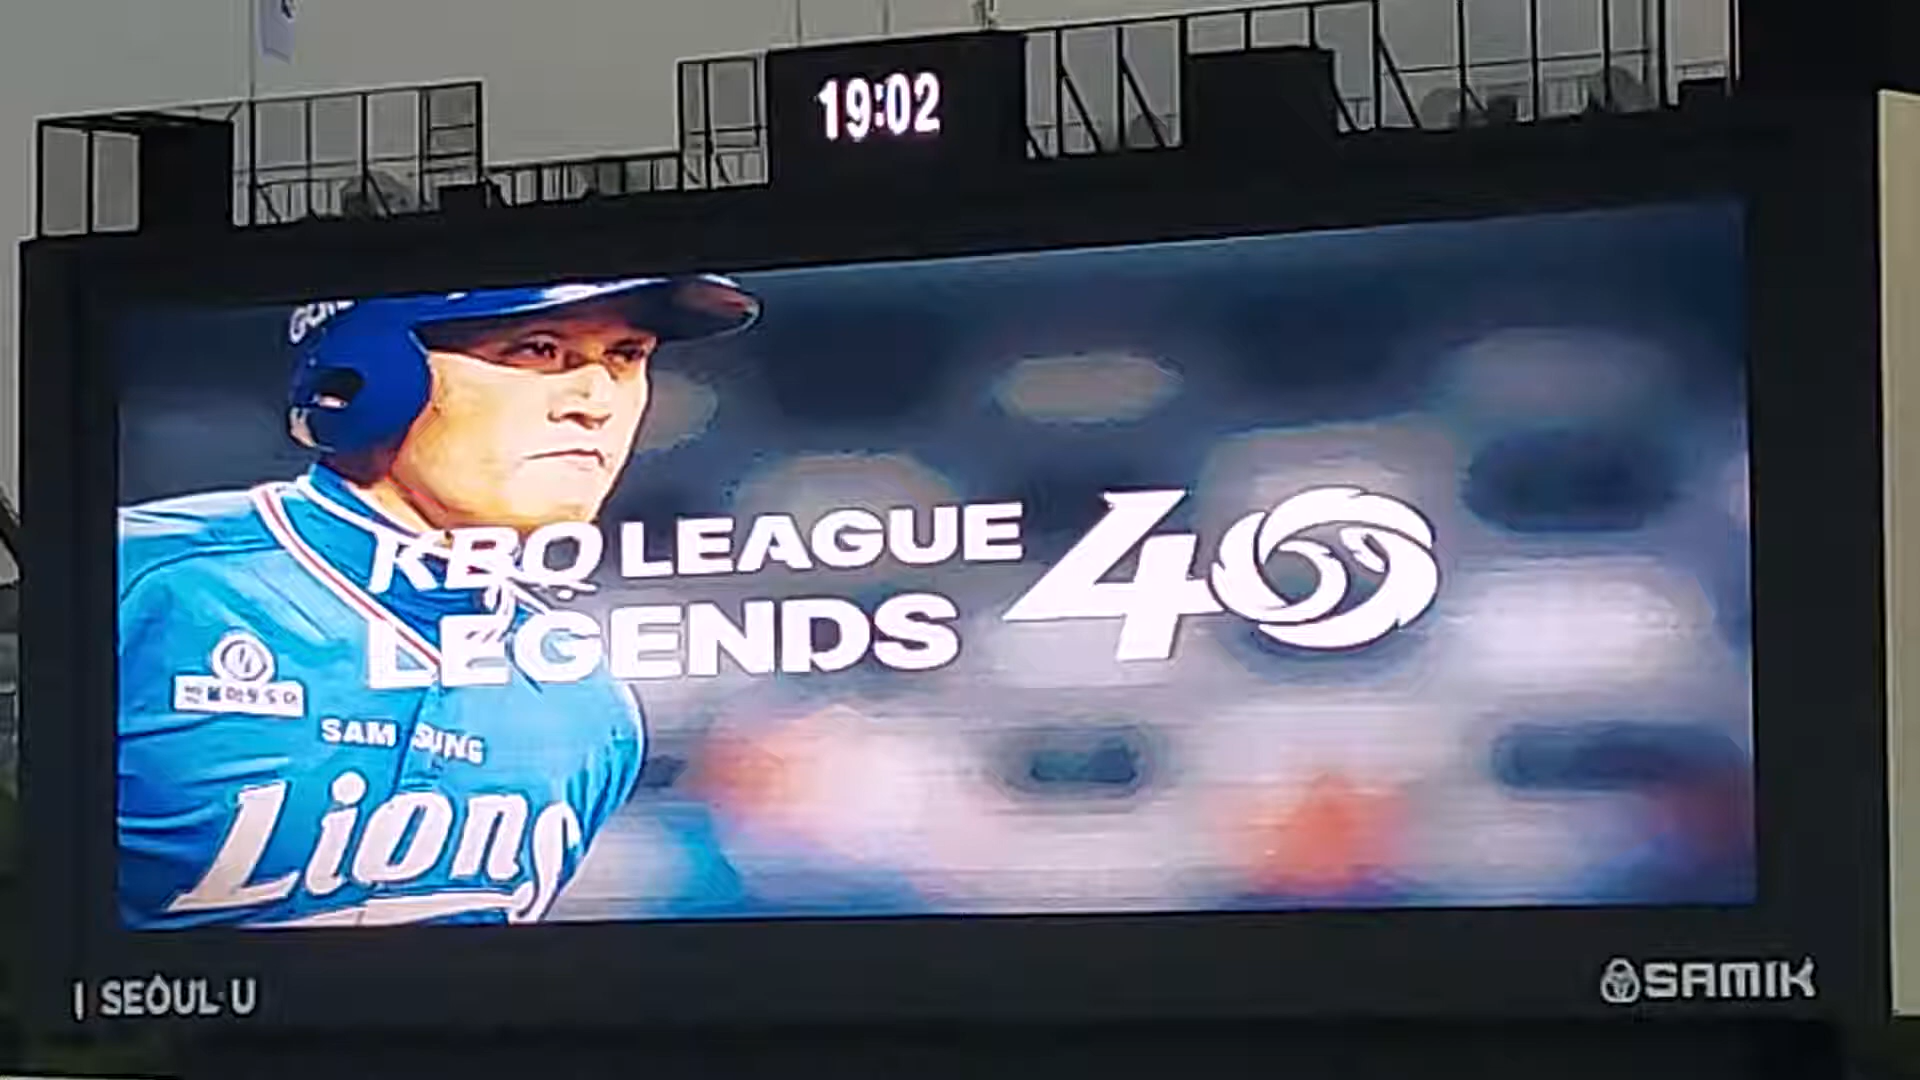 19:02
KBO LEAGUE
LEGENDS 40
SAMSUNG
Lions
I SEOUL U
SAMIK